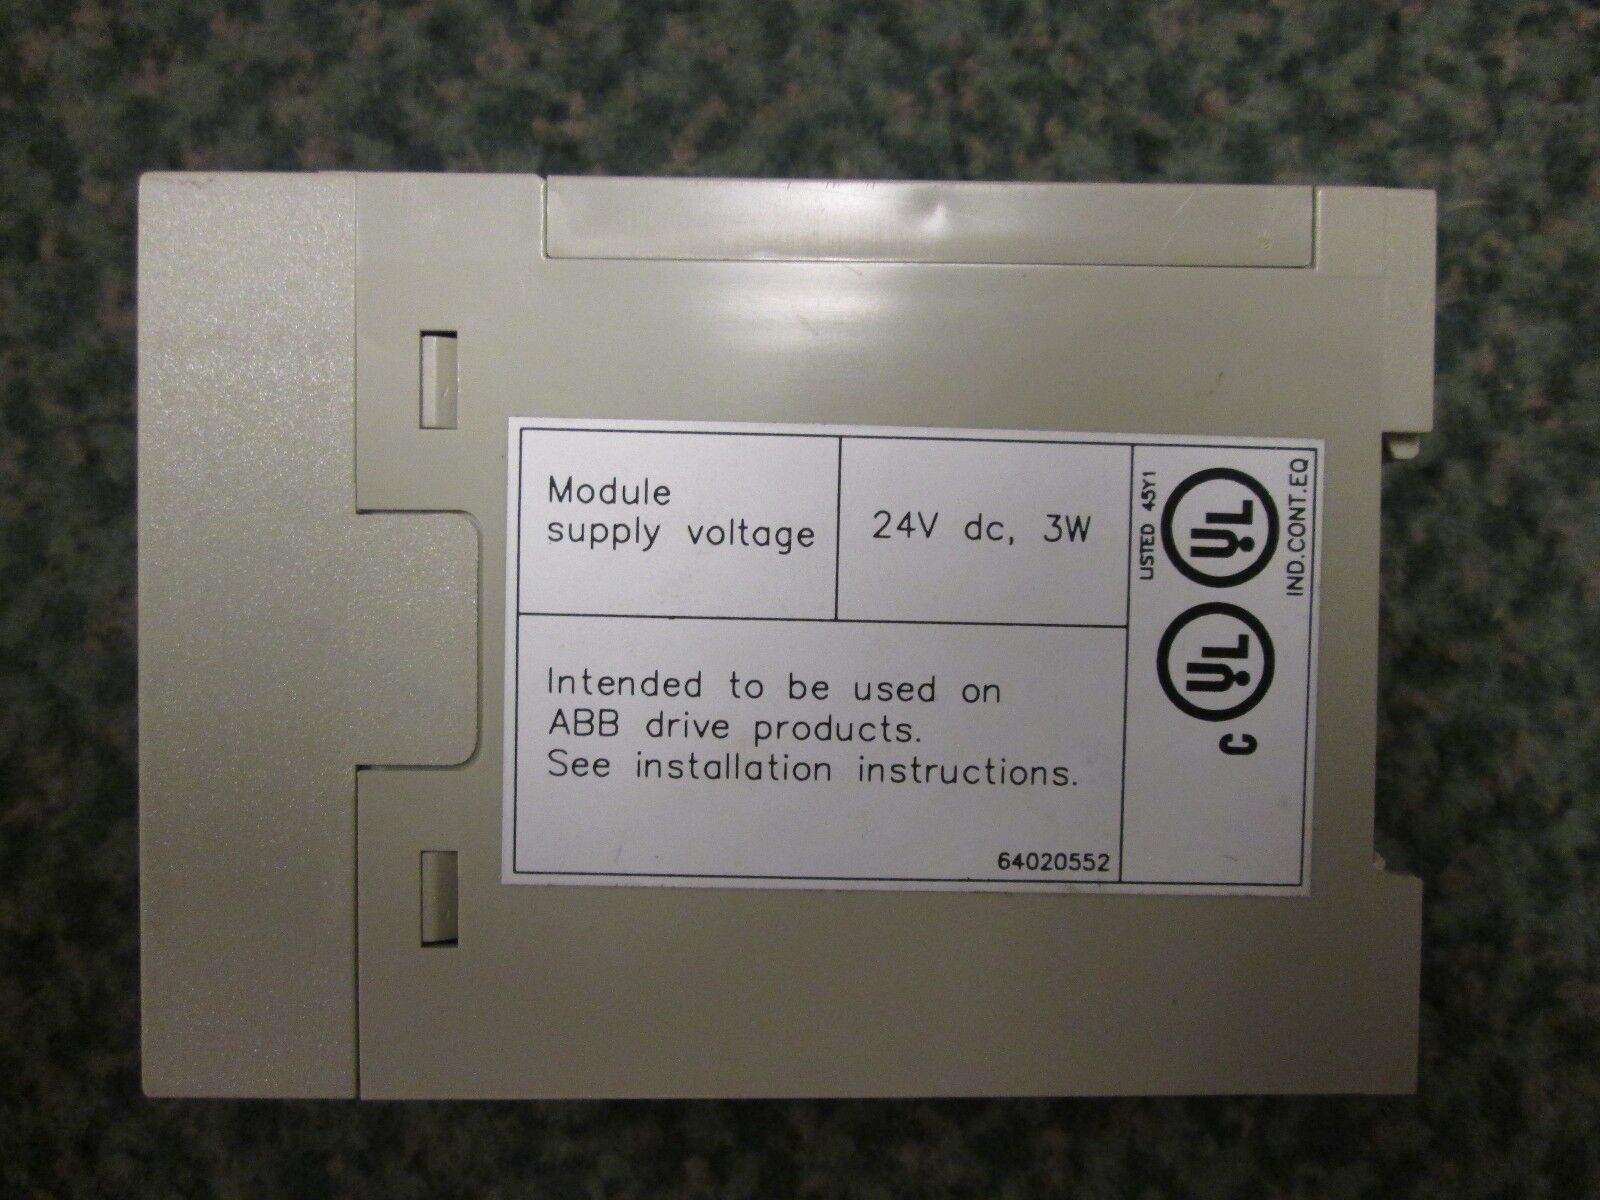 Module
supply voltage
24V dc, 3W
Intended to be used on
ABB drive products.
See installation instructions.
64020552
LISTED 45Y1
UL
IND.CONT.EQ
C UL